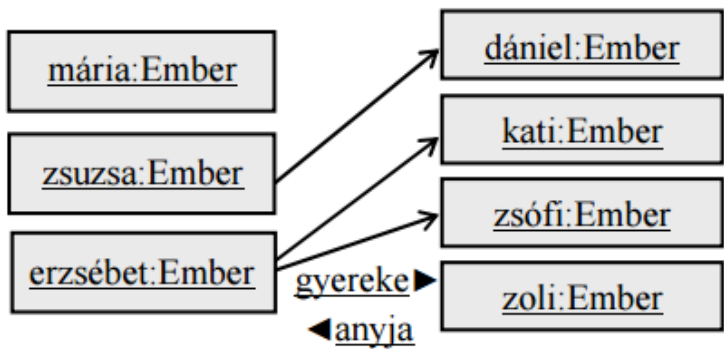 mária:Ember
zsuzsa:Ember
erzsébet:Ember
dániel:Ember
kati:Ember
zsófi:Ember
zoli:Ember
gyereke►
◄anyja